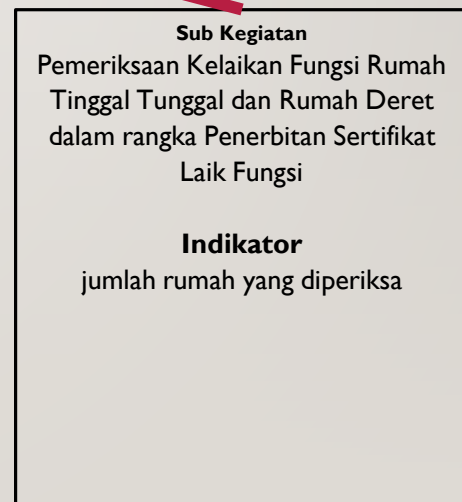 Sub Kegiatan
Pemeriksaan Kelaikan Fungsi Rumah
Tinggal Tunggal dan Rumah Deret
dalam rangka Penerbitan Sertifikat
Laik Fungsi
Indikator
jumlah rumah yang diperiksa